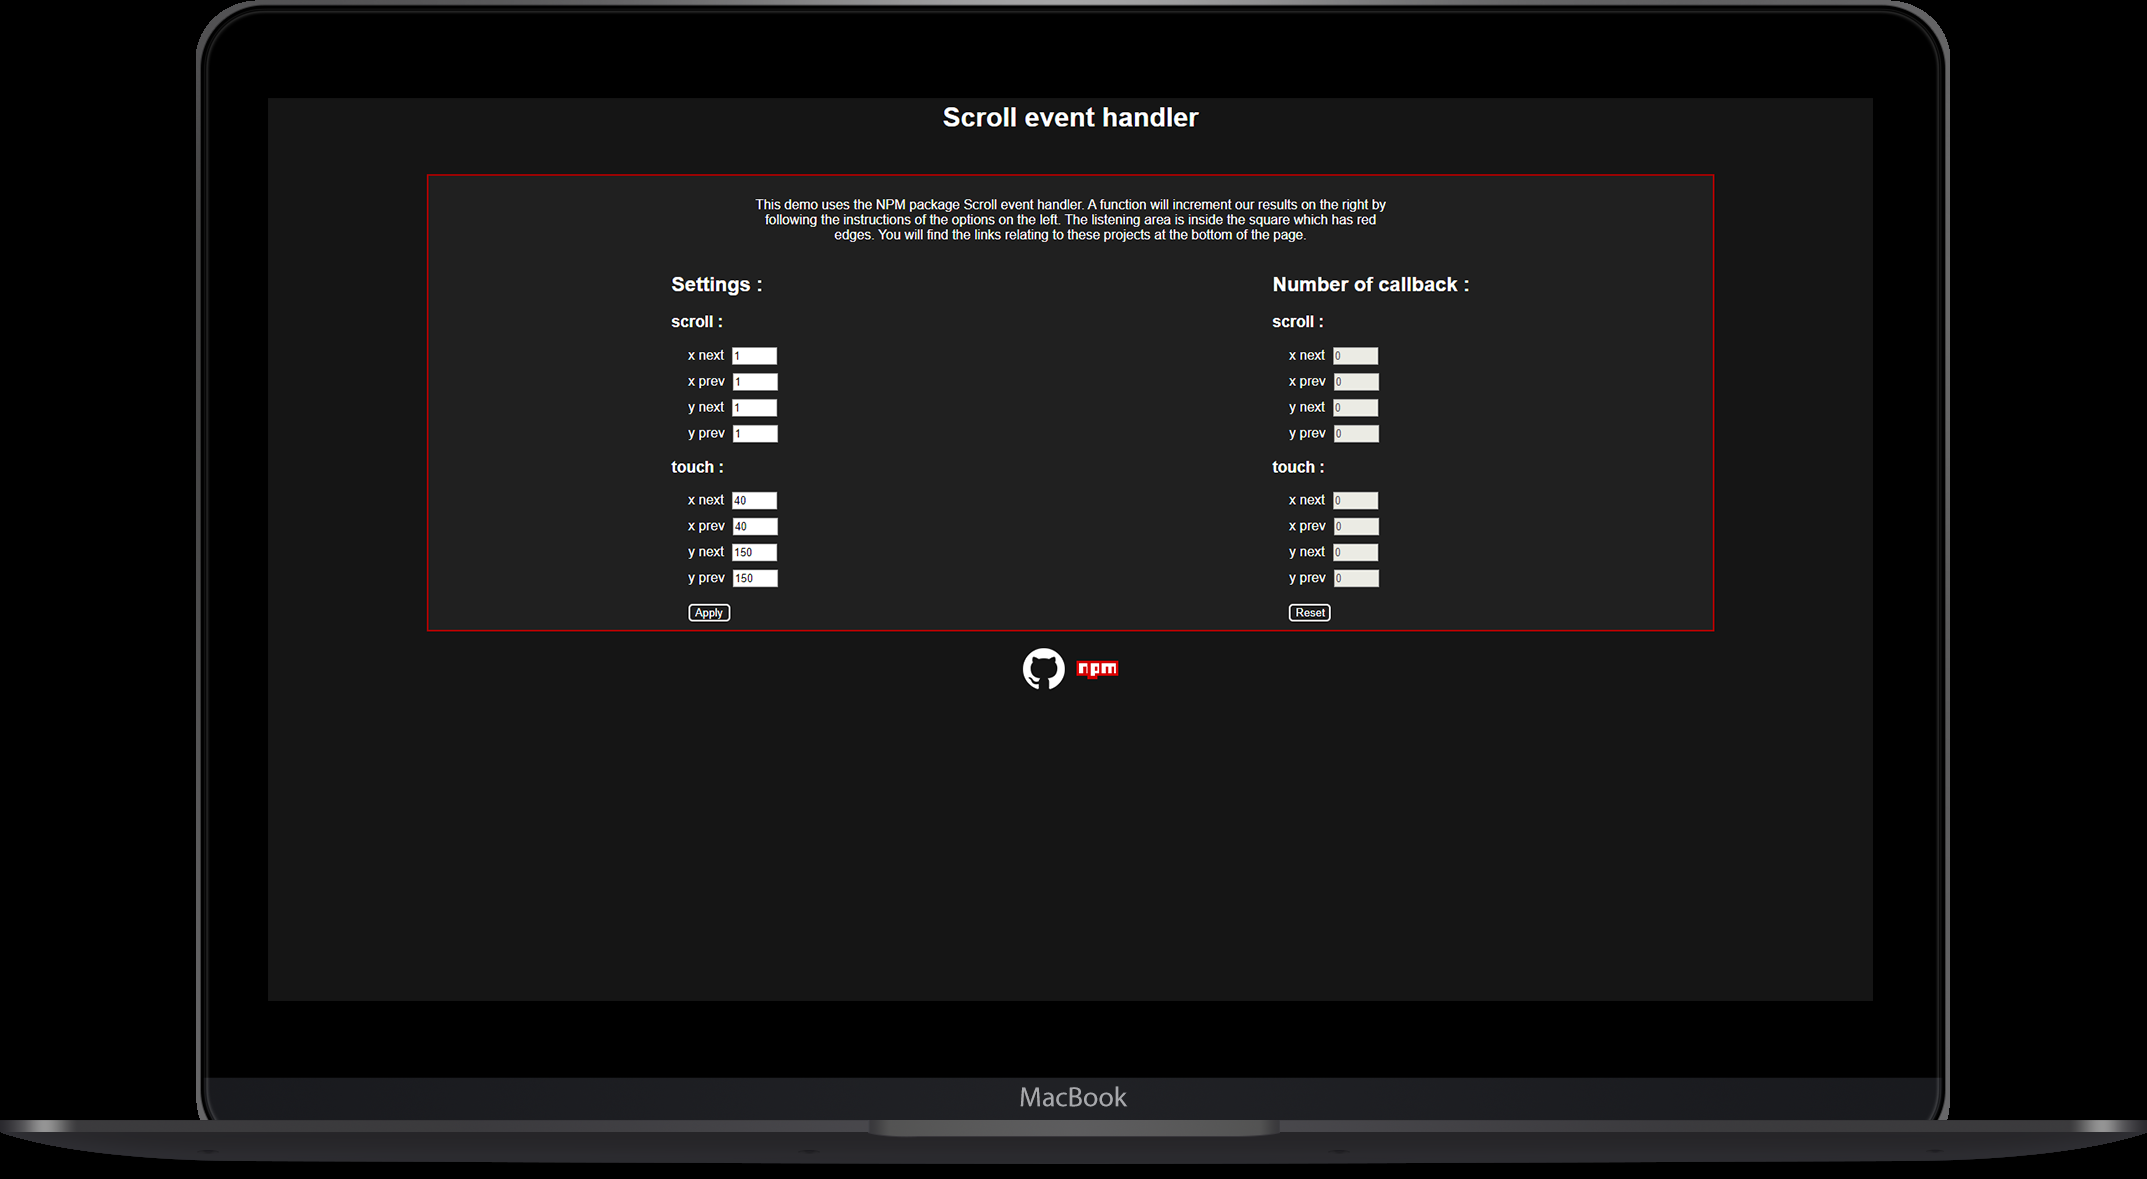 Scroll event handler
This demo uses the NPM package Scroll event handler. A function will increment our results on the right by
following the instructions of the options on the left. The listening area is inside the square which has red
edges. You will find the links relating to these projects at the bottom of the page.
Settings :
scroll :
x next 1
x prev 1
y next 1
y prev 1
touch :
x next 40
x prev 40
y next 150
y prev 150
Apply
Number of callback :
scroll :
x next 0
x prev 0
y next 0
y prev 0
touch :
x next 0
x prev 0
y next 0
y prev 0
Reset
npm
MacBook